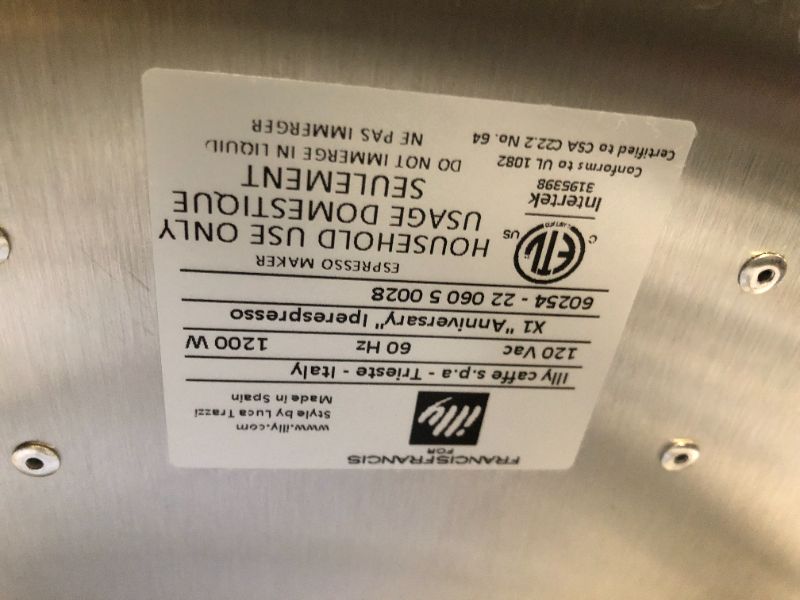 FRANCISFRANCIS
FOR
illy
www.illy.com
Style by Luca Trazzi
Made in Spain
illy caffe s.p.a - Trieste - Italy
120 Vac 60 Hz 1200 W
X1 "Anniversary" Iperespresso
60254 - 22 060 5 0028
ESPRESSO MAKER
HOUSEHOLD USE ONLY
USAGE DOMESTIQUE
SEULEMENT
DO NOT IMMERGE IN LIQUID
NE PAS IMMERGER
ETL
C US
LISTED
Intertek
3195398
Conforms to UL 1082
Certified to CSA C22.2 No. 64